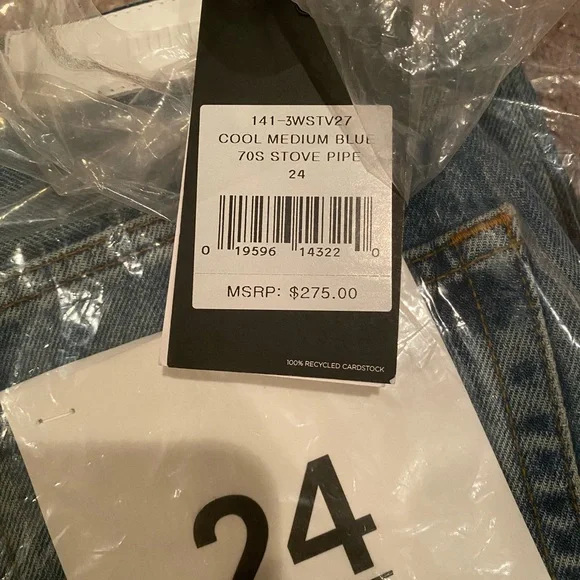 141-3WSTV27
COOL MEDIUM BLUE
70S STOVE PIPE
24
0 19596 14322 0
MSRP: $275.00
100% RECYCLED CARDSTOCK
24